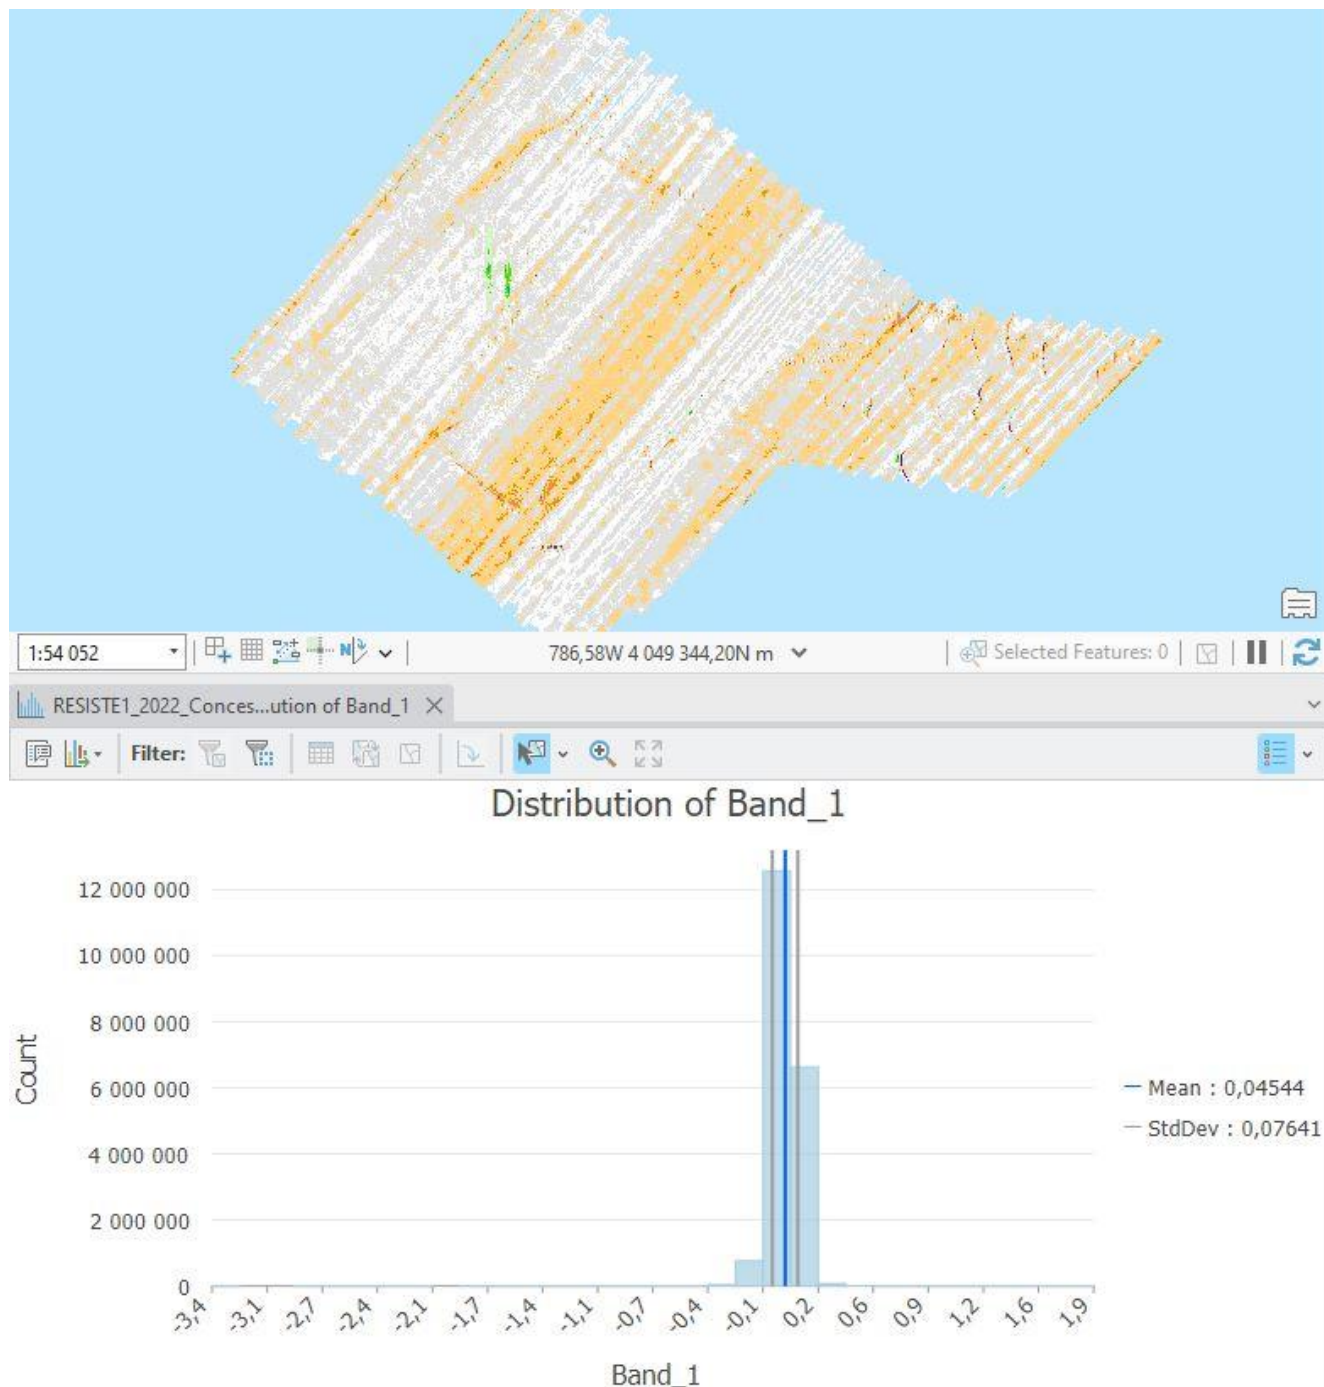 1:54 052
786,58W 4 049 344,20N m
Selected Features: 0
RESISTE1_2022_Conces...ution of Band_1
Filter:
Distribution of Band_1
12 000 000
10 000 000
8 000 000
6 000 000
4 000 000
2 000 000
0
Count
-3,4 -3,1 -2,7 -2,4 -2,1 -1,7 -1,4 -1,1 -0,7 -0,4 -0,1 0,2 0,6 0,9 1,2 1,6 1,9
Band_1
Mean : 0,04544
StdDev : 0,07641